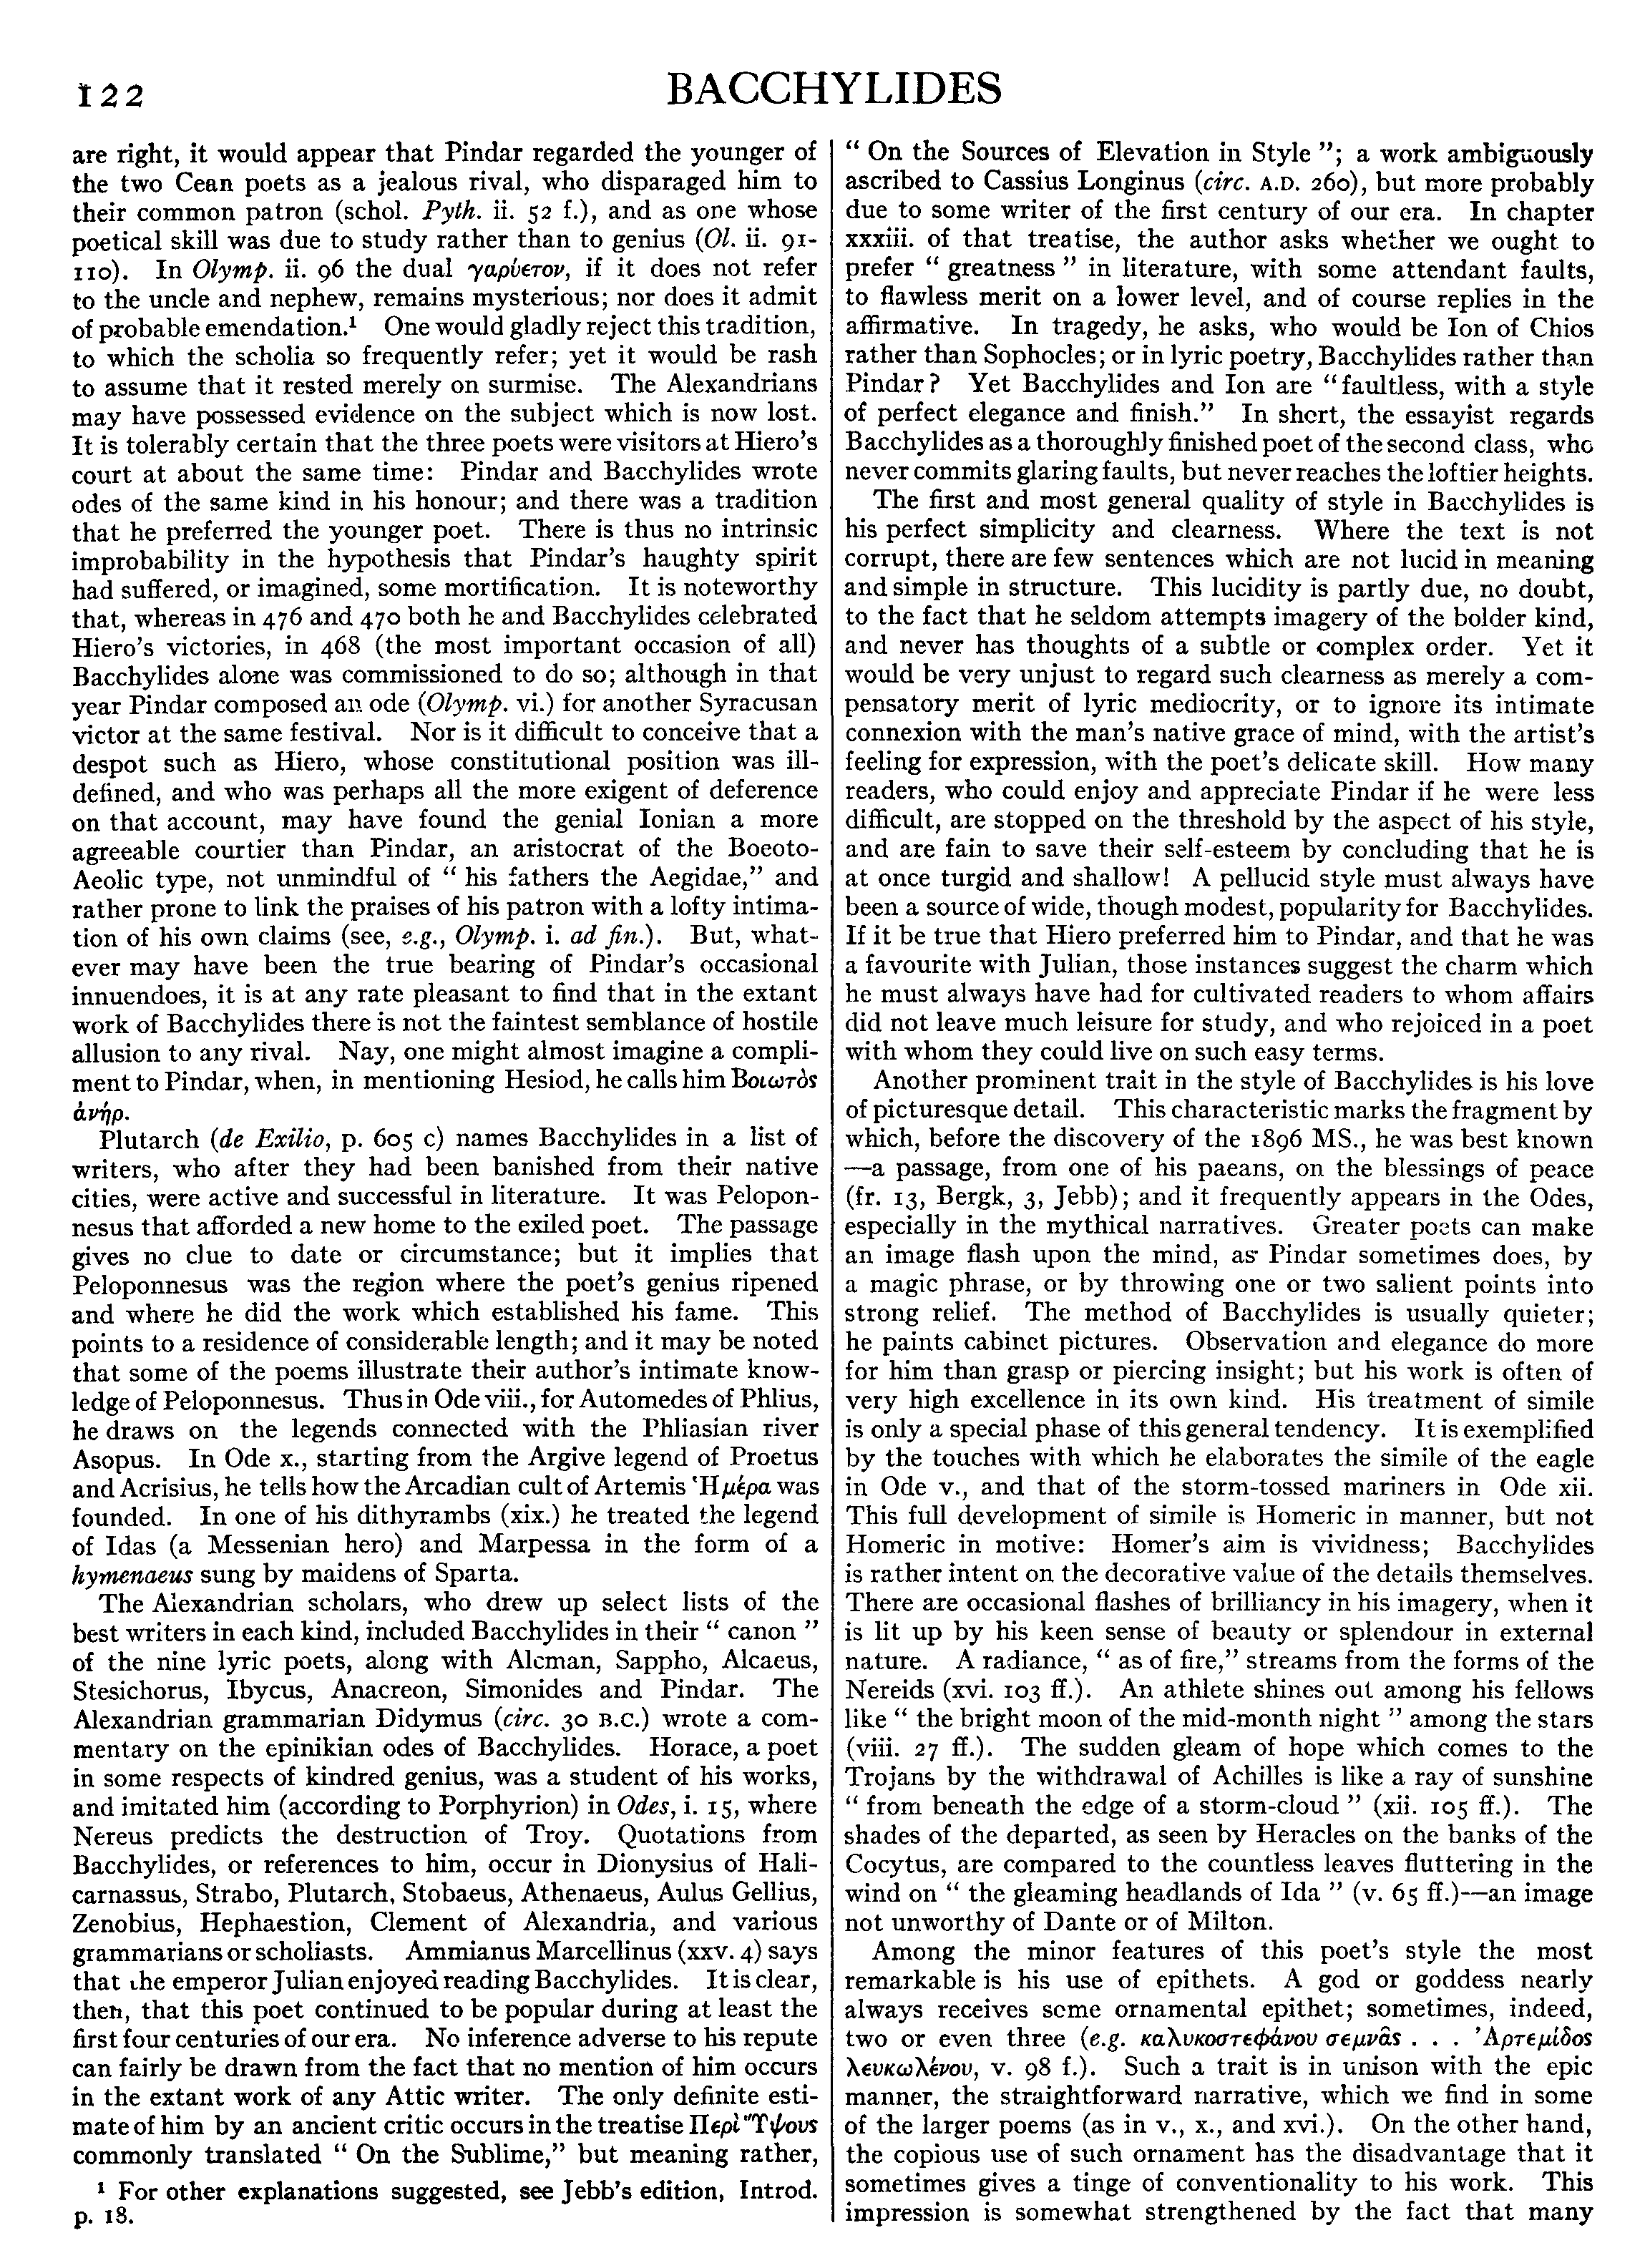 122
BACCHYLIDES
are right, it would appear that Pindar regarded the younger of
the two Cean poets as a jealous rival, who disparaged him to
their common patron (schol. Pyth. ii. 52 f.), and as one whose
poetical skill was due to study rather than to genius (Ol. ii. 91-
110). In Olymp. ii. 96 the dual γαρύετον, if it does not refer
to the uncle and nephew, remains mysterious; nor does it admit
of probable emendation.¹ One would gladly reject this tradition,
to which the scholia so frequently refer; yet it would be rash
to assume that it rested merely on surmise. The Alexandrians
may have possessed evidence on the subject which is now lost.
It is tolerably certain that the three poets were visitors at Hiero's
court at about the same time: Pindar and Bacchylides wrote
odes of the same kind in his honour; and there was a tradition
that he preferred the younger poet. There is thus no intrinsic
improbability in the hypothesis that Pindar's haughty spirit
had suffered, or imagined, some mortification. It is noteworthy
that, whereas in 476 and 470 both he and Bacchylides celebrated
Hiero's victories, in 468 (the most important occasion of all)
Bacchylides alone was commissioned to do so; although in that
year Pindar composed an ode (Olymp. vi.) for another Syracusan
victor at the same festival. Nor is it difficult to conceive that a
despot such as Hiero, whose constitutional position was ill-
defined, and who was perhaps all the more exigent of deference
on that account, may have found the genial Ionian a more
agreeable courtier than Pindar, an aristocrat of the Boeoto-
Aeolic type, not unmindful of “ his fathers the Aegidae,” and
rather prone to link the praises of his patron with a lofty intima-
tion of his own claims (see, e.g., Olymp. i. ad fin.). But, what-
ever may have been the true bearing of Pindar's occasional
innuendoes, it is at any rate pleasant to find that in the extant
work of Bacchylides there is not the faintest semblance of hostile
allusion to any rival. Nay, one might almost imagine a compli-
ment to Pindar, when, in mentioning Hesiod, he calls him Βοιωτὸς
ἀνήρ.
Plutarch (de Exilio, p. 605 c) names Bacchylides in a list of
writers, who after they had been banished from their native
cities, were active and successful in literature. It was Pelopon-
nesus that afforded a new home to the exiled poet. The passage
gives no clue to date or circumstance; but it implies that
Peloponnesus was the region where the poet's genius ripened
and where he did the work which established his fame. This
points to a residence of considerable length; and it may be noted
that some of the poems illustrate their author's intimate know-
ledge of Peloponnesus. Thus in Ode viii., for Automedes of Phlius,
he draws on the legends connected with the Phliasian river
Asopus. In Ode x., starting from the Argive legend of Proetus
and Acrisius, he tells how the Arcadian cult of Artemis Ἡμέρα was
founded. In one of his dithyrambs (xix.) he treated the legend
of Idas (a Messenian hero) and Marpessa in the form of a
hymenaeus sung by maidens of Sparta.
The Alexandrian scholars, who drew up select lists of the
best writers in each kind, included Bacchylides in their “ canon ”
of the nine lyric poets, along with Alcman, Sappho, Alcaeus,
Stesichorus, Ibycus, Anacreon, Simonides and Pindar. The
Alexandrian grammarian Didymus (circ. 30 B.C.) wrote a com-
mentary on the epinikian odes of Bacchylides. Horace, a poet
in some respects of kindred genius, was a student of his works,
and imitated him (according to Porphyrion) in Odes, i. 15, where
Nereus predicts the destruction of Troy. Quotations from
Bacchylides, or references to him, occur in Dionysius of Hali-
carnassus, Strabo, Plutarch, Stobaeus, Athenaeus, Aulus Gellius,
Zenobius, Hephaestion, Clement of Alexandria, and various
grammarians or scholiasts. Ammianus Marcellinus (xxv. 4) says
that the emperor Julian enjoyed reading Bacchylides. It is clear,
then, that this poet continued to be popular during at least the
first four centuries of our era. No inference adverse to his repute
can fairly be drawn from the fact that no mention of him occurs
in the extant work of any Attic writer. The only definite esti-
mate of him by an ancient critic occurs in the treatise Περὶ Ὕψους
commonly translated “ On the Sublime,” but meaning rather,
¹ For other explanations suggested, see Jebb's edition, Introd.
p. 18.
“ On the Sources of Elevation in Style ”; a work ambiguously
ascribed to Cassius Longinus (circ. A.D. 260), but more probably
due to some writer of the first century of our era. In chapter
xxxiii. of that treatise, the author asks whether we ought to
prefer “ greatness ” in literature, with some attendant faults,
to flawless merit on a lower level, and of course replies in the
affirmative. In tragedy, he asks, who would be Ion of Chios
rather than Sophocles; or in lyric poetry, Bacchylides rather than
Pindar? Yet Bacchylides and Ion are “faultless, with a style
of perfect elegance and finish.” In short, the essayist regards
Bacchylides as a thoroughly finished poet of the second class, who
never commits glaring faults, but never reaches the loftier heights.
The first and most general quality of style in Bacchylides is
his perfect simplicity and clearness. Where the text is not
corrupt, there are few sentences which are not lucid in meaning
and simple in structure. This lucidity is partly due, no doubt,
to the fact that he seldom attempts imagery of the bolder kind,
and never has thoughts of a subtle or complex order. Yet it
would be very unjust to regard such clearness as merely a com-
pensatory merit of lyric mediocrity, or to ignore its intimate
connexion with the man's native grace of mind, with the artist's
feeling for expression, with the poet's delicate skill. How many
readers, who could enjoy and appreciate Pindar if he were less
difficult, are stopped on the threshold by the aspect of his style,
and are fain to save their self-esteem by concluding that he is
at once turgid and shallow! A pellucid style must always have
been a source of wide, though modest, popularity for Bacchylides.
If it be true that Hiero preferred him to Pindar, and that he was
a favourite with Julian, those instances suggest the charm which
he must always have had for cultivated readers to whom affairs
did not leave much leisure for study, and who rejoiced in a poet
with whom they could live on such easy terms.
Another prominent trait in the style of Bacchylides is his love
of picturesque detail. This characteristic marks the fragment by
which, before the discovery of the 1896 MS., he was best known
—a passage, from one of his paeans, on the blessings of peace
(fr. 13, Bergk, 3, Jebb); and it frequently appears in the Odes,
especially in the mythical narratives. Greater poets can make
an image flash upon the mind, as Pindar sometimes does, by
a magic phrase, or by throwing one or two salient points into
strong relief. The method of Bacchylides is usually quieter;
he paints cabinet pictures. Observation and elegance do more
for him than grasp or piercing insight; but his work is often of
very high excellence in its own kind. His treatment of simile
is only a special phase of this general tendency. It is exemplified
by the touches with which he elaborates the simile of the eagle
in Ode v., and that of the storm-tossed mariners in Ode xii.
This full development of simile is Homeric in manner, but not
Homeric in motive: Homer's aim is vividness; Bacchylides
is rather intent on the decorative value of the details themselves.
There are occasional flashes of brilliancy in his imagery, when it
is lit up by his keen sense of beauty or splendour in external
nature. A radiance, “ as of fire,” streams from the forms of the
Nereids (xvi. 103 ff.). An athlete shines out among his fellows
like “ the bright moon of the mid-month night ” among the stars
(viii. 27 ff.). The sudden gleam of hope which comes to the
Trojans by the withdrawal of Achilles is like a ray of sunshine
“ from beneath the edge of a storm-cloud ” (xii. 105 ff.). The
shades of the departed, as seen by Heracles on the banks of the
Cocytus, are compared to the countless leaves fluttering in the
wind on “ the gleaming headlands of Ida ” (v. 65 ff.)—an image
not unworthy of Dante or of Milton.
Among the minor features of this poet's style the most
remarkable is his use of epithets. A god or goddess nearly
always receives some ornamental epithet; sometimes, indeed,
two or even three (e.g. καλυκοστεφάνου σεμνᾶς . . . Ἀρτεμίδος
λευκωλένου, v. 98 f.). Such a trait is in unison with the epic
manner, the straightforward narrative, which we find in some
of the larger poems (as in v., x., and xvi.). On the other hand,
the copious use of such ornament has the disadvantage that it
sometimes gives a tinge of conventionality to his work. This
impression is somewhat strengthened by the fact that many